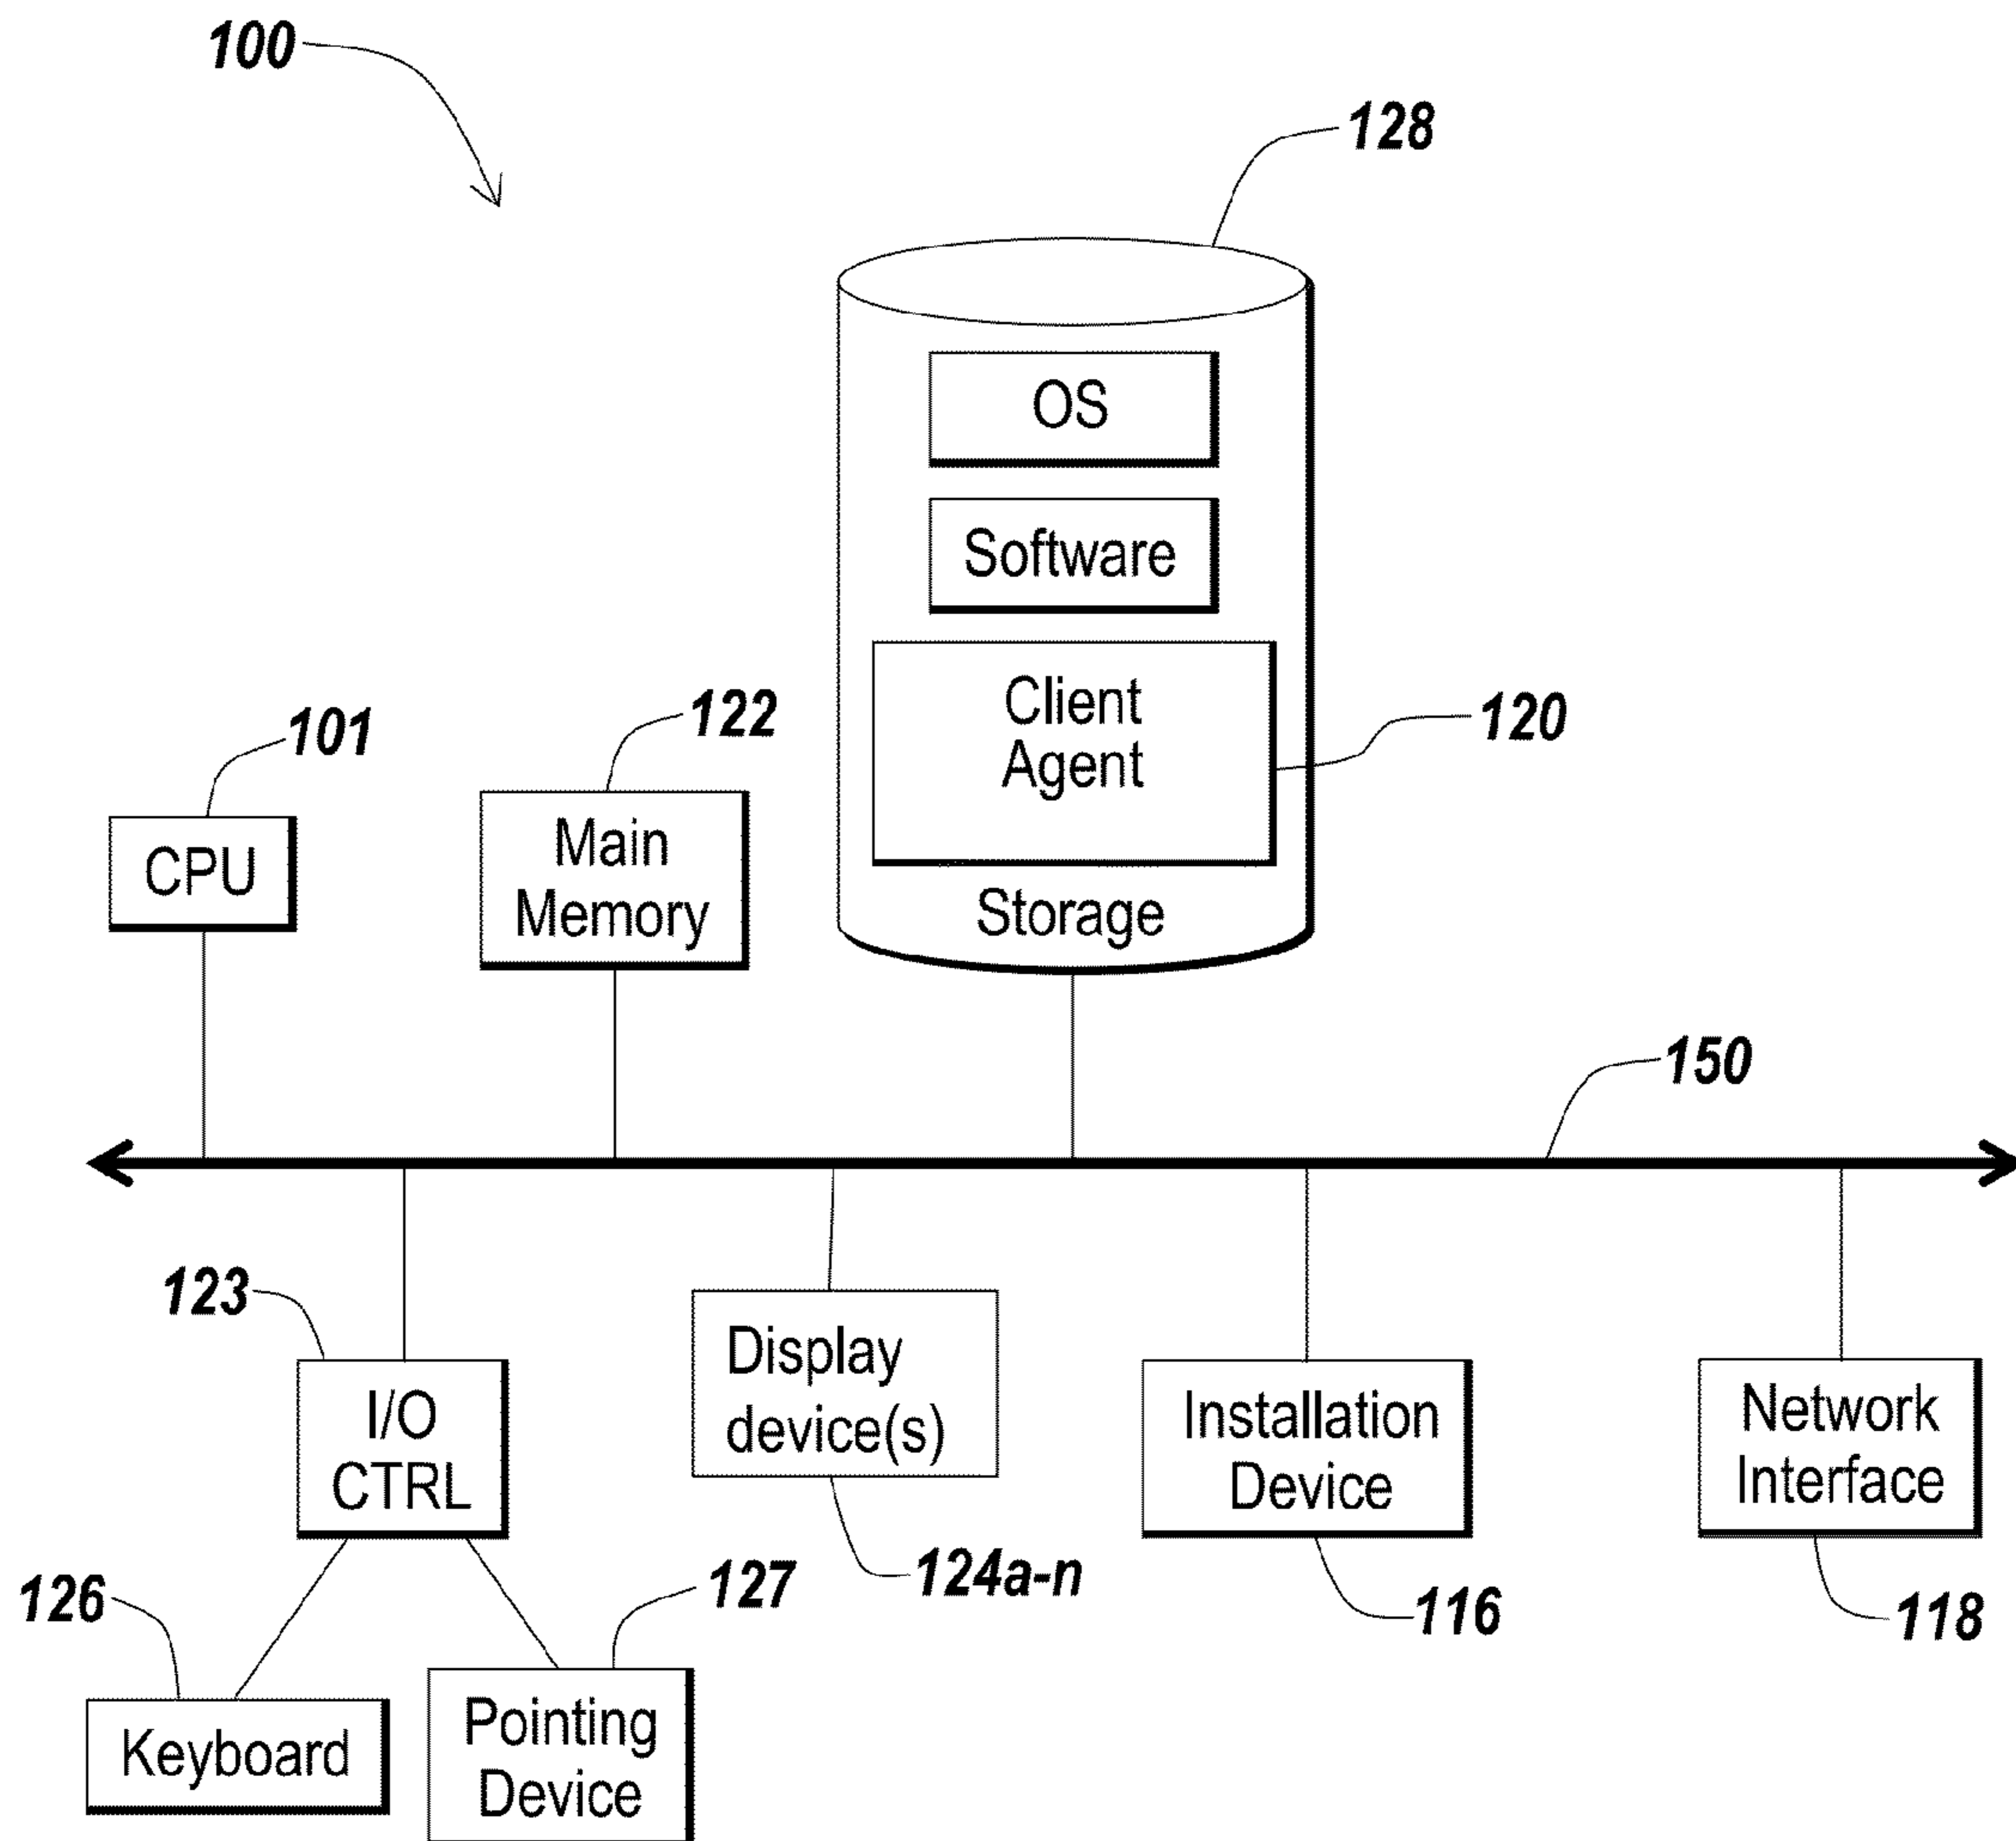 100
128
OS
Software
Client
Agent
120
Storage
101
CPU
122
Main
Memory
150
123
I/O
CTRL
Display
device(s)
124a-n
Installation
Device
116
Network
Interface
118
126
Keyboard
127
Pointing
Device